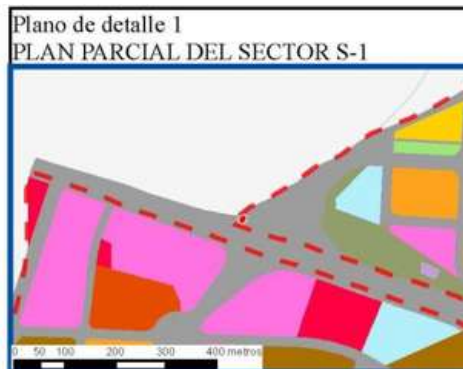 Plano de detalle 1
PLAN PARCIAL DEL SECTOR S-1
0 50 100 200 300 400 metros